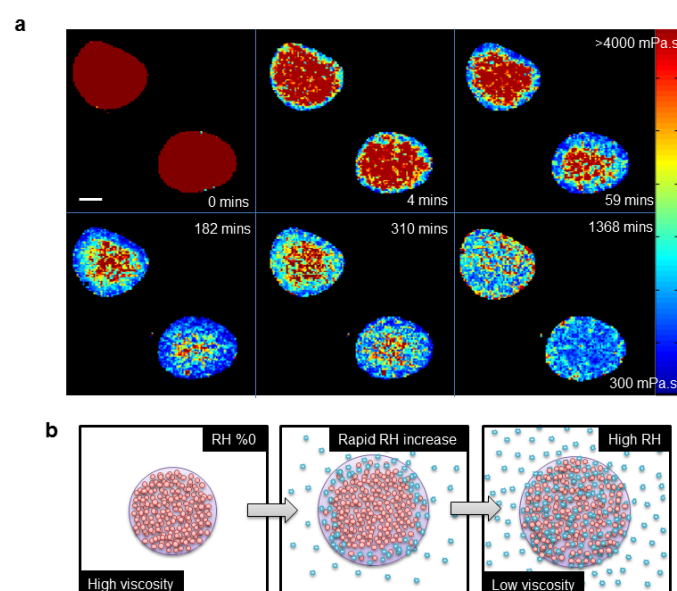 a
>4000 mPa.s
0 mins
4 mins
59 mins
182 mins
310 mins
1368 mins
300 mPa.s
b
RH %0
Rapid RH increase
High RH
High viscosity
Low viscosity